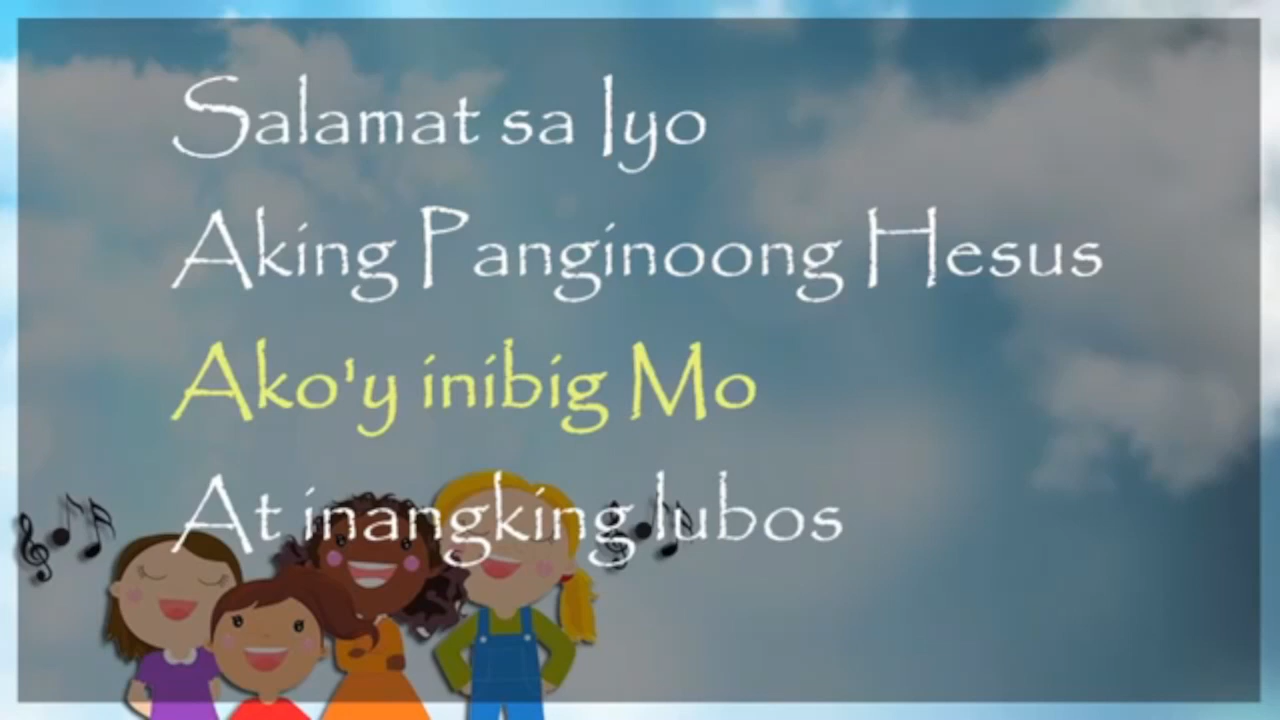 Salamat sa Iyo
Aking Panginoong Hesus
Ako'y inibig Mo
At inangking lubos